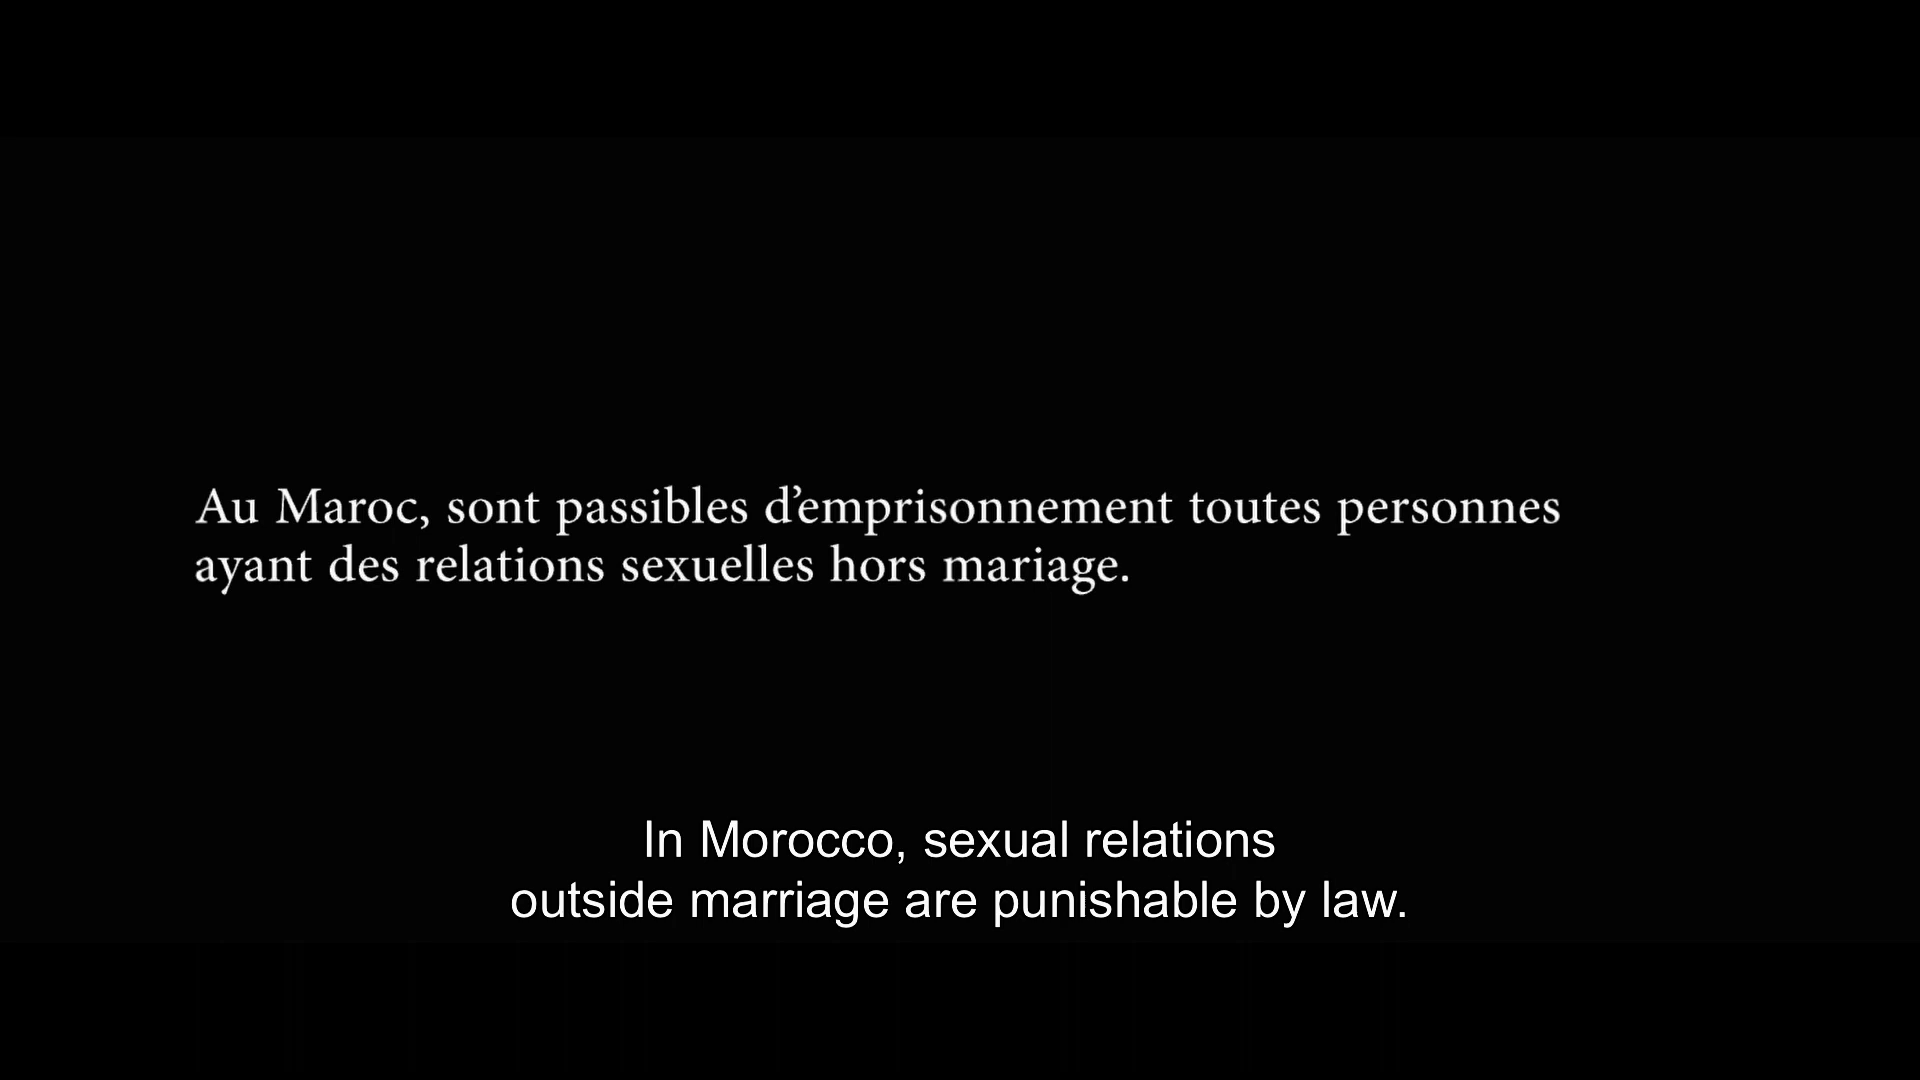 Au Maroc, sont passibles d’emprisonnement toutes personnes
ayant des relations sexuelles hors mariage.
In Morocco, sexual relations
outside marriage are punishable by law.